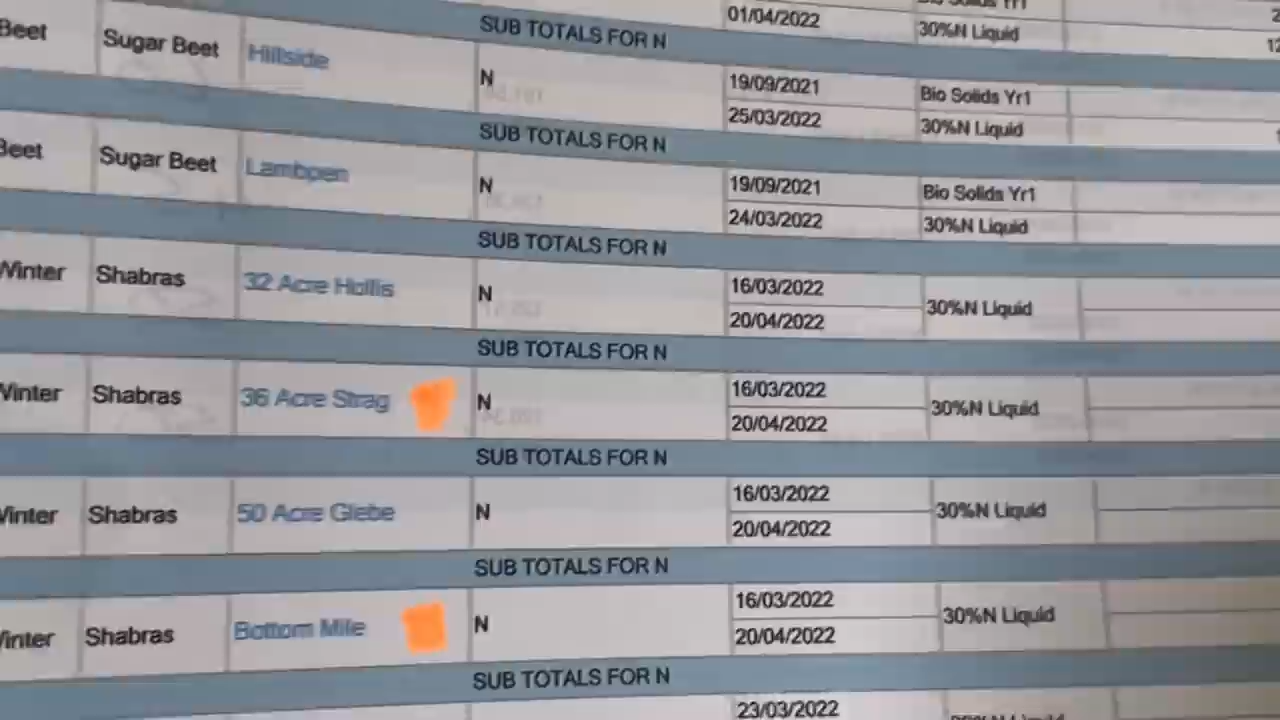 01/04/2022
SUB TOTALS FOR N
30%N Liquid
Beet Sugar Beet Hillside N 19/09/2021 Bio Solids Yr1
25/03/2022 30%N Liquid
SUB TOTALS FOR N
Beet Sugar Beet Lambpen N 19/09/2021 Bio Solids Yr1
24/03/2022 30%N Liquid
SUB TOTALS FOR N
Winter Shabras 32 Acre Hollis N 16/03/2022 30%N Liquid
20/04/2022
SUB TOTALS FOR N
Winter Shabras 36 Acre Strag N 16/03/2022 30%N Liquid
20/04/2022
SUB TOTALS FOR N
Winter Shabras 50 Acre Glebe N 16/03/2022 30%N Liquid
20/04/2022
SUB TOTALS FOR N
Winter Shabras Bottom Mile N 16/03/2022 30%N Liquid
20/04/2022
SUB TOTALS FOR N
23/03/2022